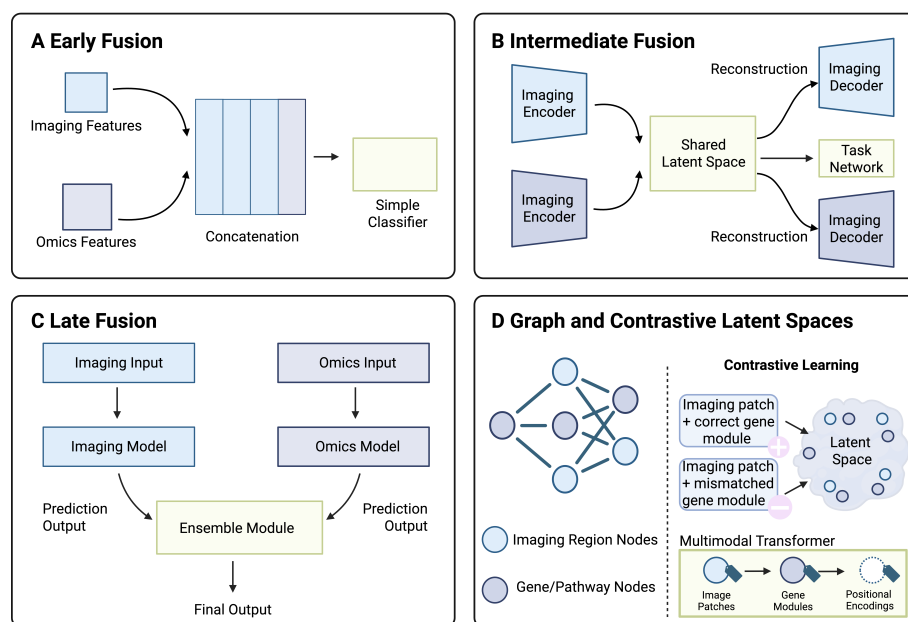 A Early Fusion
Imaging Features
Omics Features
Concatenation
Simple
Classifier
B Intermediate Fusion
Imaging
Encoder
Imaging
Encoder
Shared
Latent Space
Reconstruction
Imaging
Decoder
Task
Network
Reconstruction
Imaging
Decoder
C Late Fusion
Imaging Input
Omics Input
Imaging Model
Omics Model
Prediction
Output
Prediction
Output
Ensemble Module
Final Output
D Graph and Contrastive Latent Spaces
Imaging Region Nodes
Gene/Pathway Nodes
Contrastive Learning
Imaging patch
+ correct gene
module
Imaging patch
+ mismatched
gene module
Latent
Space
Multimodal Transformer
Image
Patches
Gene
Modules
Positional
Encodings